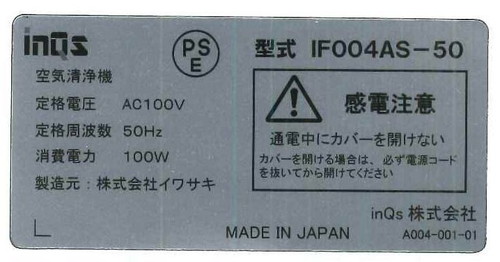 inQs
PSE
型式 IF004AS-50
空気清浄機
定格電圧 AC100V
定格周波数 50Hz
消費電力 100W
製造元：株式会社イワサキ
感電注意
通電中にカバーを開けない
カバーを開ける場合は、必ず電源コード
を抜いてから開けてください
inQs 株式会社
MADE IN JAPAN
A004-001-01